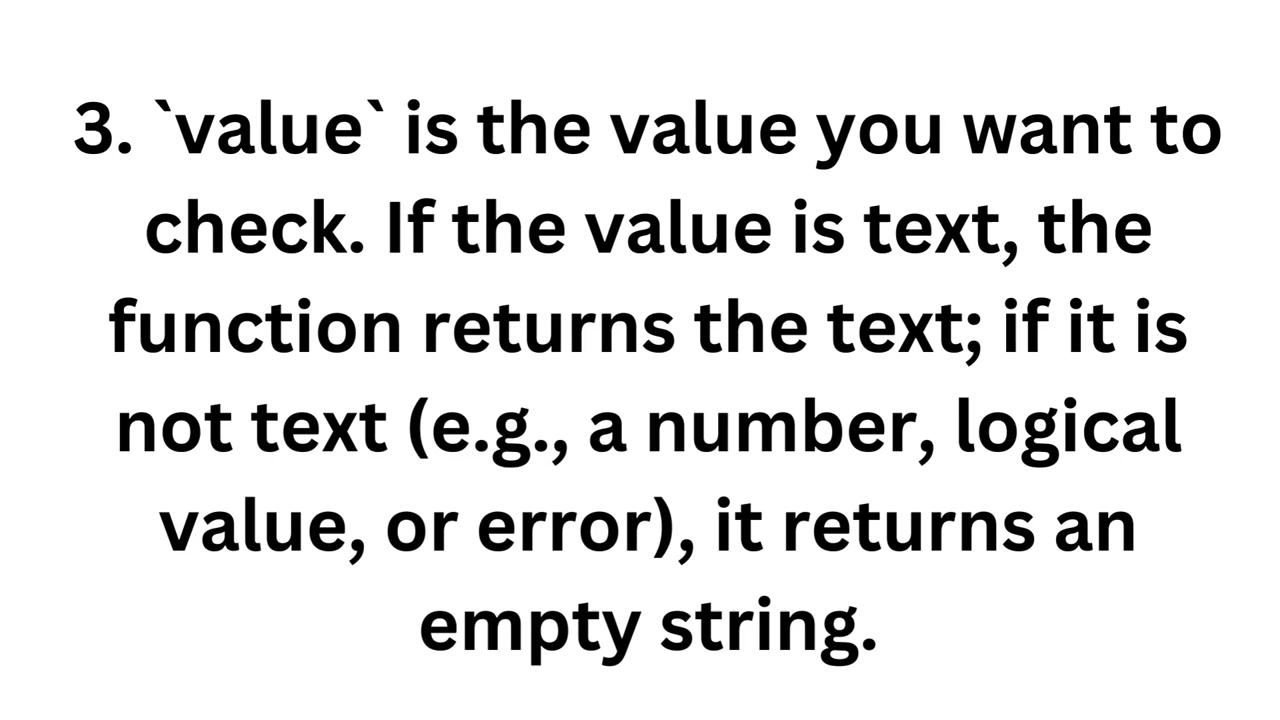 3. `value` is the value you want to
check. If the value is text, the
function returns the text; if it is
not text (e.g., a number, logical
value, or error), it returns an
empty string.